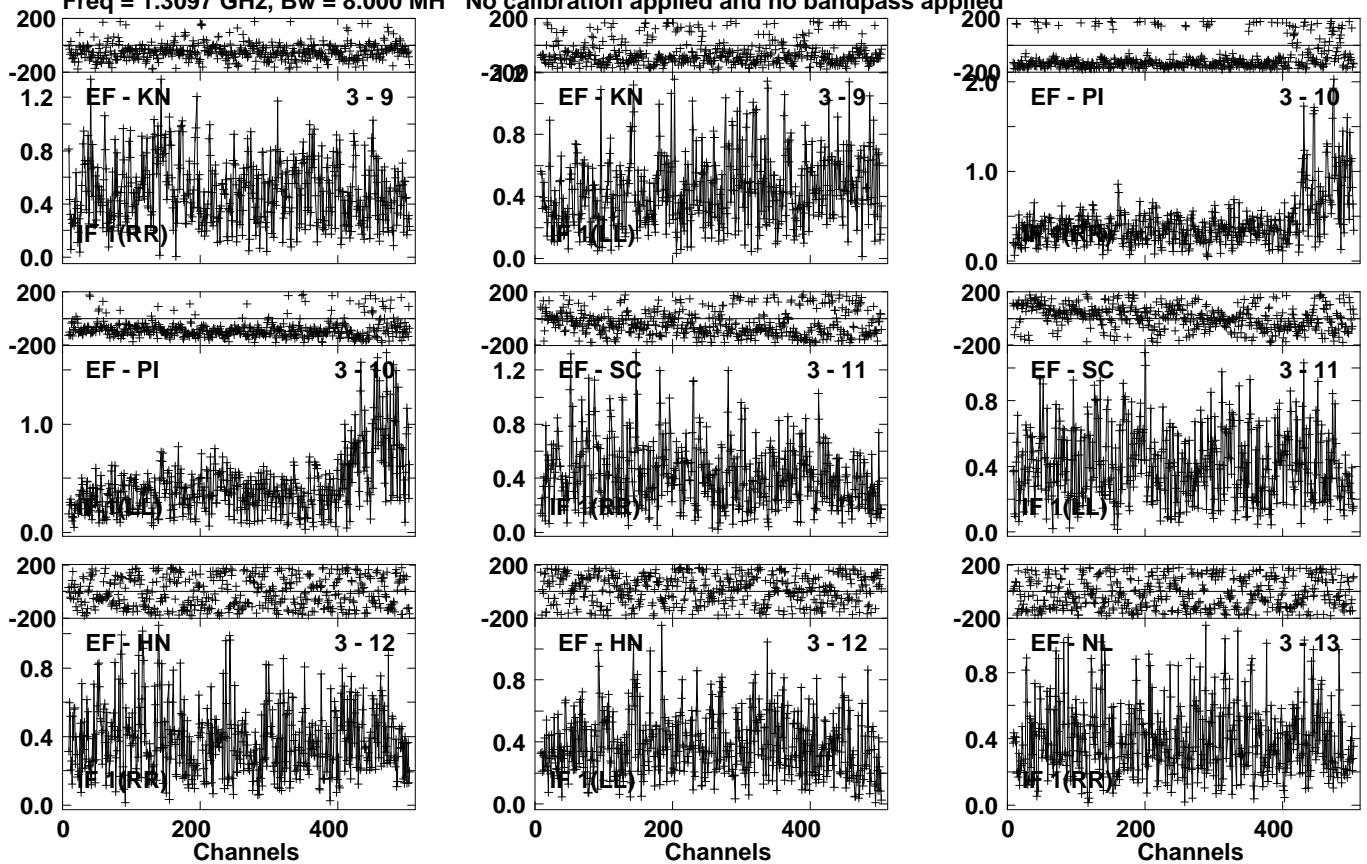 Freq = 1.3097 GHz, Bw = 8.000 MH No calibration applied and no bandpass applied
200 200 200
-200 -200 -200
1.2 1.2 2.0
EF - KN 3 - 9 EF - KN 3 - 9 EF - PI 3 - 10
0.8 0.8 1.0
0.4 0.4
IF 1(RR) IF 1(LL) IF 1(RR)
0.0 0.0 0.0
200 200 200
-200 -200 -200
EF - PI 3 - 10 EF - SC 3 - 11 EF - SC 3 - 11
1.2
1.0 0.8 0.8
0.4 0.4
IF 1(LL) IF 1(RR) IF 1(LL)
0.0 0.0 0.0
200 200 200
-200 -200 -200
EF - HN 3 - 12 EF - HN 3 - 12 EF - NL 3 - 13
0.8 0.8 0.8
0.4 0.4 0.4
IF 1(RR) IF 1(LL) IF 1(RR)
0.0 0.0 0.0
0 200 400 0 200 400 0 200 400
Channels Channels Channels